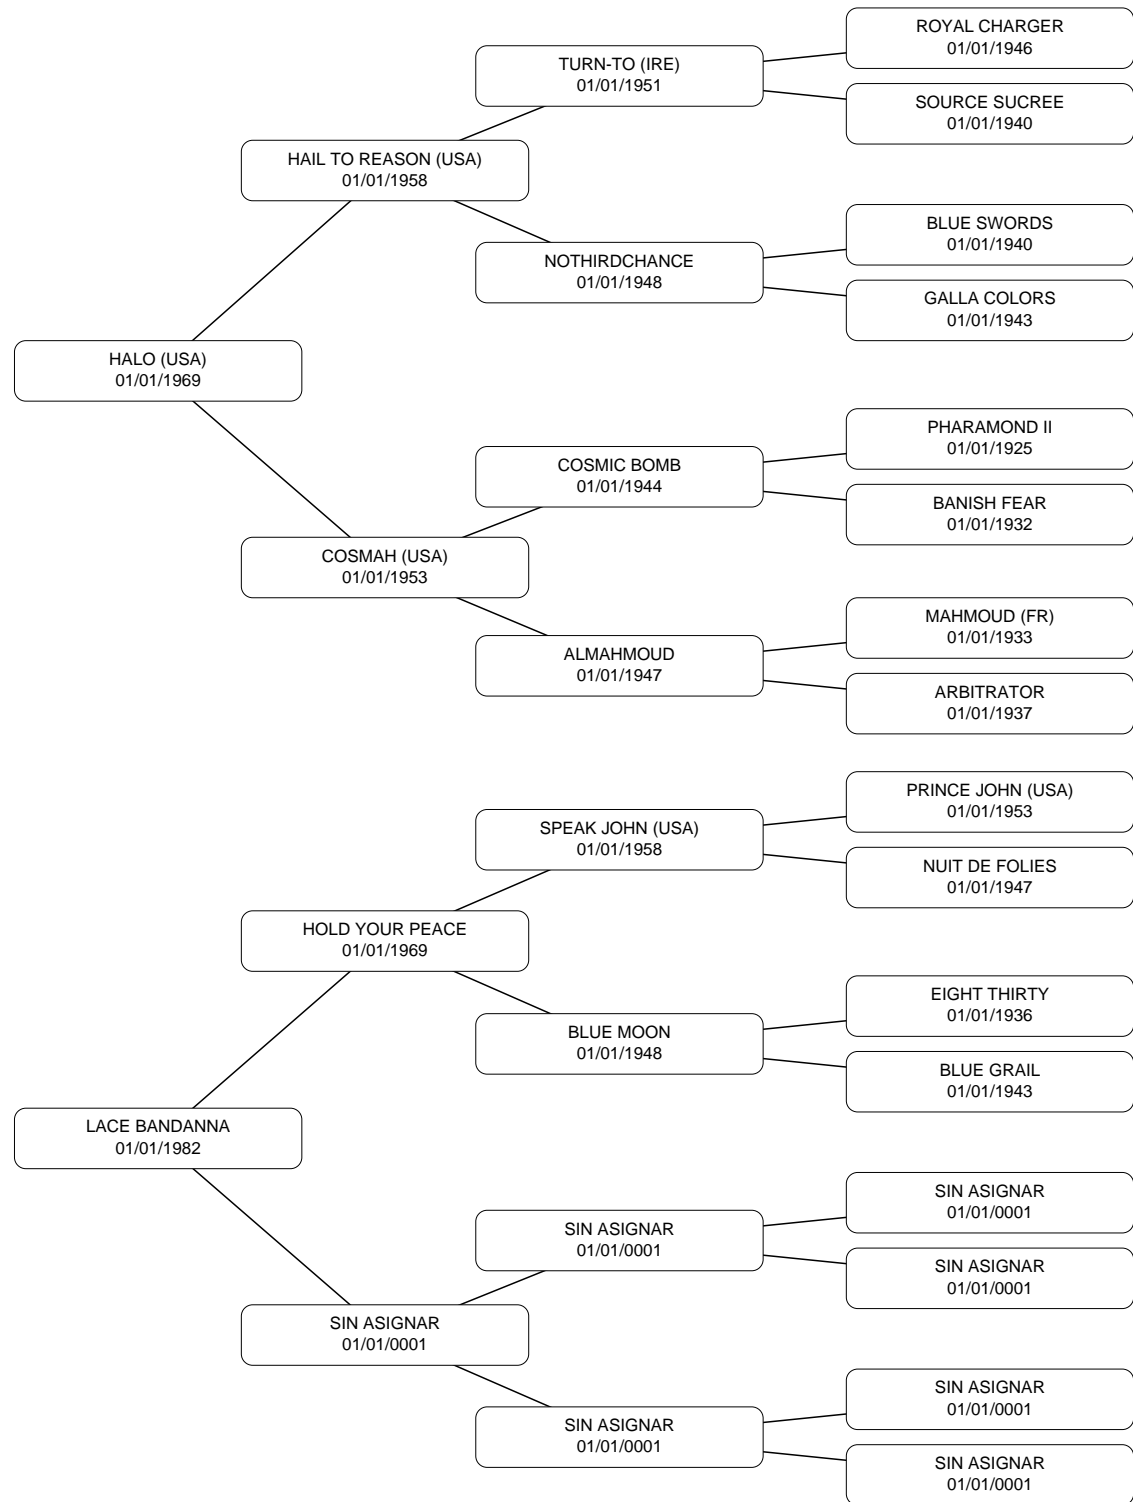 ROYAL CHARGER
01/01/1946
TURN-TO (IRE)
01/01/1951
SOURCE SUCREE
01/01/1940
HAIL TO REASON (USA)
01/01/1958
BLUE SWORDS
01/01/1940
NOTHIRDCHANCE
01/01/1948
GALLA COLORS
01/01/1943
HALO (USA)
01/01/1969
PHARAMOND II
01/01/1925
COSMIC BOMB
01/01/1944
BANISH FEAR
01/01/1932
COSMAH (USA)
01/01/1953
MAHMOUD (FR)
01/01/1933
ALMAHMOUD
01/01/1947
ARBITRATOR
01/01/1937
PRINCE JOHN (USA)
01/01/1953
SPEAK JOHN (USA)
01/01/1958
NUIT DE FOLIES
01/01/1947
HOLD YOUR PEACE
01/01/1969
EIGHT THIRTY
01/01/1936
BLUE MOON
01/01/1948
BLUE GRAIL
01/01/1943
LACE BANDANNA
01/01/1982
SIN ASIGNAR
01/01/0001
SIN ASIGNAR
01/01/0001
SIN ASIGNAR
01/01/0001
SIN ASIGNAR
01/01/0001
SIN ASIGNAR
01/01/0001
SIN ASIGNAR
01/01/0001
SIN ASIGNAR
01/01/0001